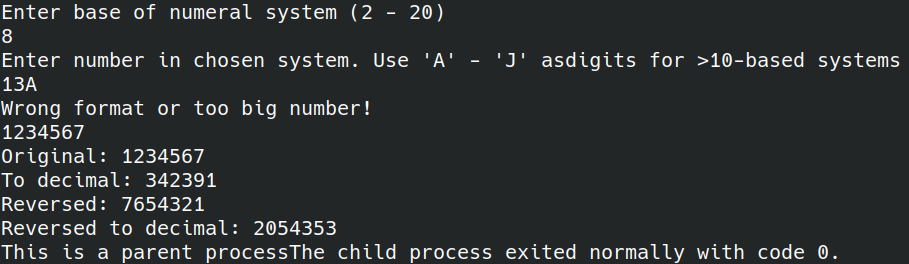 Enter base of numeral system (2 - 20)
8
Enter number in chosen system. Use 'A' - 'J' asdigits for >10-based systems
13A
Wrong format or too big number!
1234567
Original: 1234567
To decimal: 342391
Reversed: 7654321
Reversed to decimal: 2054353
This is a parent processThe child process exited normally with code 0.